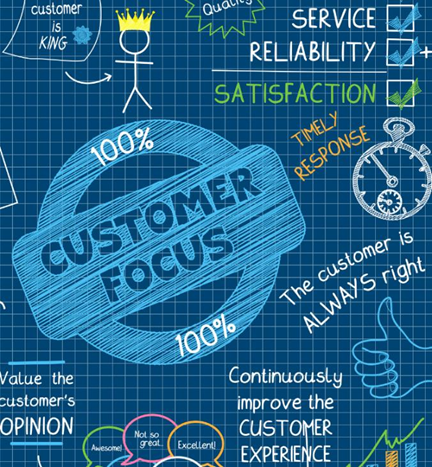 customer
is
KING
Quality
SERVICE
RELIABILITY
+
SATISFACTION
TIMELY
RESPONSE
100%
CUSTOMER
FOCUS
100%
The customer is
ALWAYS right
Value the
customer's
OPINION
Continuously
improve the
CUSTOMER
EXPERIENCE
Awesome!
Not so
great..
Excellent!